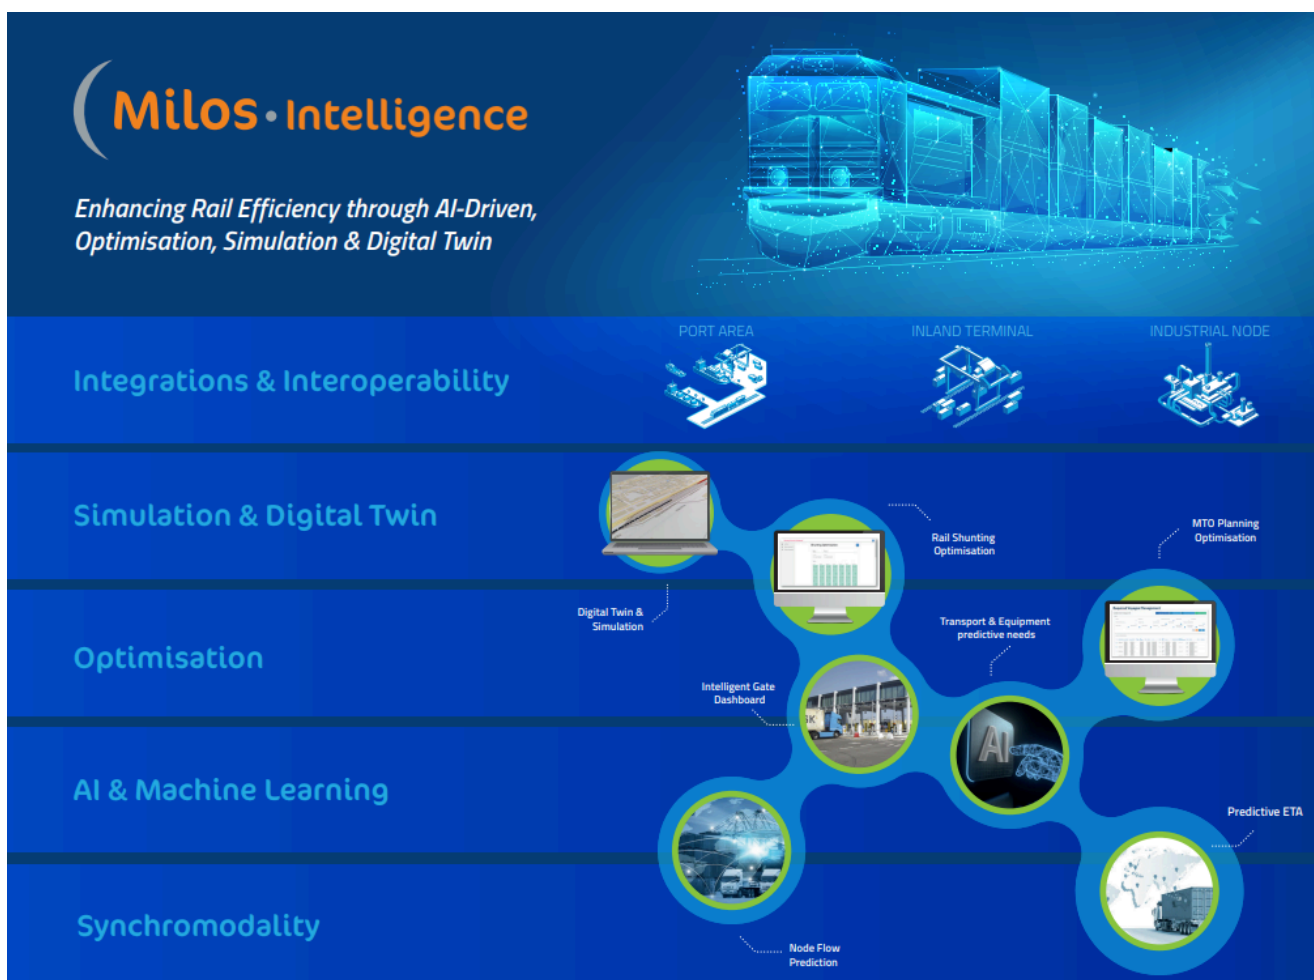 Milos • Intelligence
Enhancing Rail Efficiency through AI-Driven,
Optimisation, Simulation & Digital Twin
PORT AREA
INLAND TERMINAL
INDUSTRIAL NODE
Integrations & Interoperability
Simulation & Digital Twin
Rail Shunting
Optimisation
MTO Planning
Optimisation
Digital Twin &
Simulation
Transport & Equipment
predictive needs
Optimisation
Intelligent Gate
Dashboard
AI
AI & Machine Learning
Predictive ETA
Synchromodality
Node Flow
Prediction